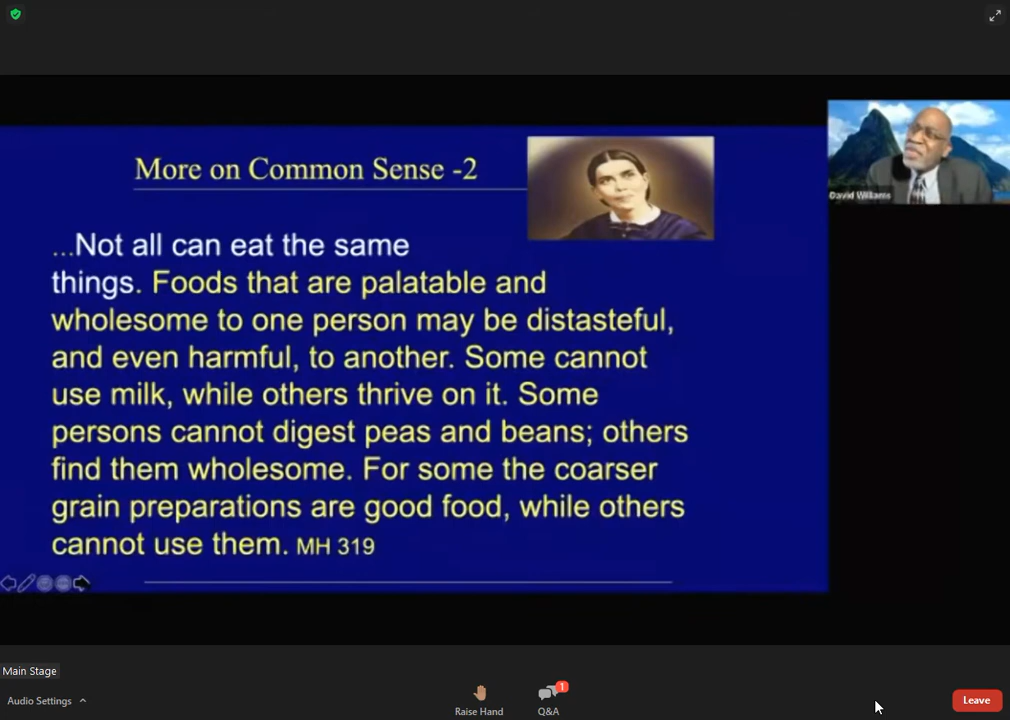 More on Common Sense -2
...Not all can eat the same
things. Foods that are palatable and
wholesome to one person may be distasteful,
and even harmful, to another. Some cannot
use milk, while others thrive on it. Some
persons cannot digest peas and beans; others
find them wholesome. For some the coarser
grain preparations are good food, while others
cannot use them. MH 319
David Williams
Main Stage
Audio Settings
Raise Hand
1
Q&A
Leave